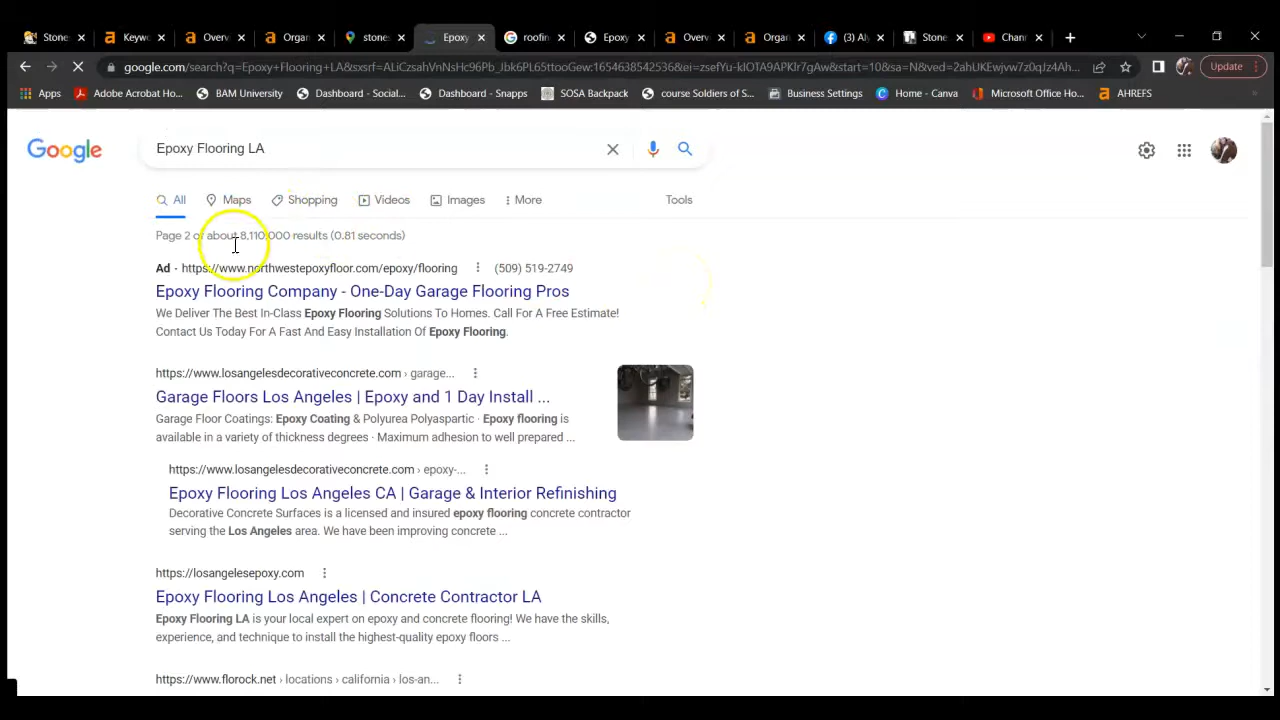 Stones
Keywo
Overv
Organ
stones
Epoxy
roofin
Epoxy
Overv
Organ
(3) Aly
Stone
Chann
google.com/search?q=Epoxy+Flooring+LA&sxsrf=ALiCzsahVnNsHc96Pb_Jbk6PL65ttooGew:1654638542536&ei=zsefYu-kIOTA9APKIr7gAw&start=10&sa=N&ved=2ahUKEwjvw7z0qJz4Ah...
Update
Apps
Adobe Acrobat Ho...
BAM University
Dashboard - Social...
Dashboard - Snapps
SOSA Backpack
course Soldiers of S...
Business Settings
Home - Canva
Microsoft Office Ho...
AHREFS
Google
Epoxy Flooring LA
All
Maps
Shopping
Videos
Images
More
Tools
Page 2 of about 8,110,000 results (0.81 seconds)
Ad · https://www.northwestepoxyfloor.com/epoxy/flooring (509) 519-2749
Epoxy Flooring Company - One-Day Garage Flooring Pros
We Deliver The Best In-Class Epoxy Flooring Solutions To Homes. Call For A Free Estimate!
Contact Us Today For A Fast And Easy Installation Of Epoxy Flooring.
https://www.losangelesdecorativeconcrete.com › garage...
Garage Floors Los Angeles | Epoxy and 1 Day Install ...
Garage Floor Coatings: Epoxy Coating & Polyurea Polyaspartic · Epoxy flooring is
available in a variety of thickness degrees · Maximum adhesion to well prepared ...
https://www.losangelesdecorativeconcrete.com › epoxy-...
Epoxy Flooring Los Angeles CA | Garage & Interior Refinishing
Decorative Concrete Surfaces is a licensed and insured epoxy flooring concrete contractor
serving the Los Angeles area. We have been improving concrete ...
https://losangelesepoxy.com
Epoxy Flooring Los Angeles | Concrete Contractor LA
Epoxy Flooring LA is your local expert on epoxy and concrete flooring! We have the skills,
experience, and technique to install the highest-quality epoxy floors ...
https://www.florock.net › locations › california › los-an...